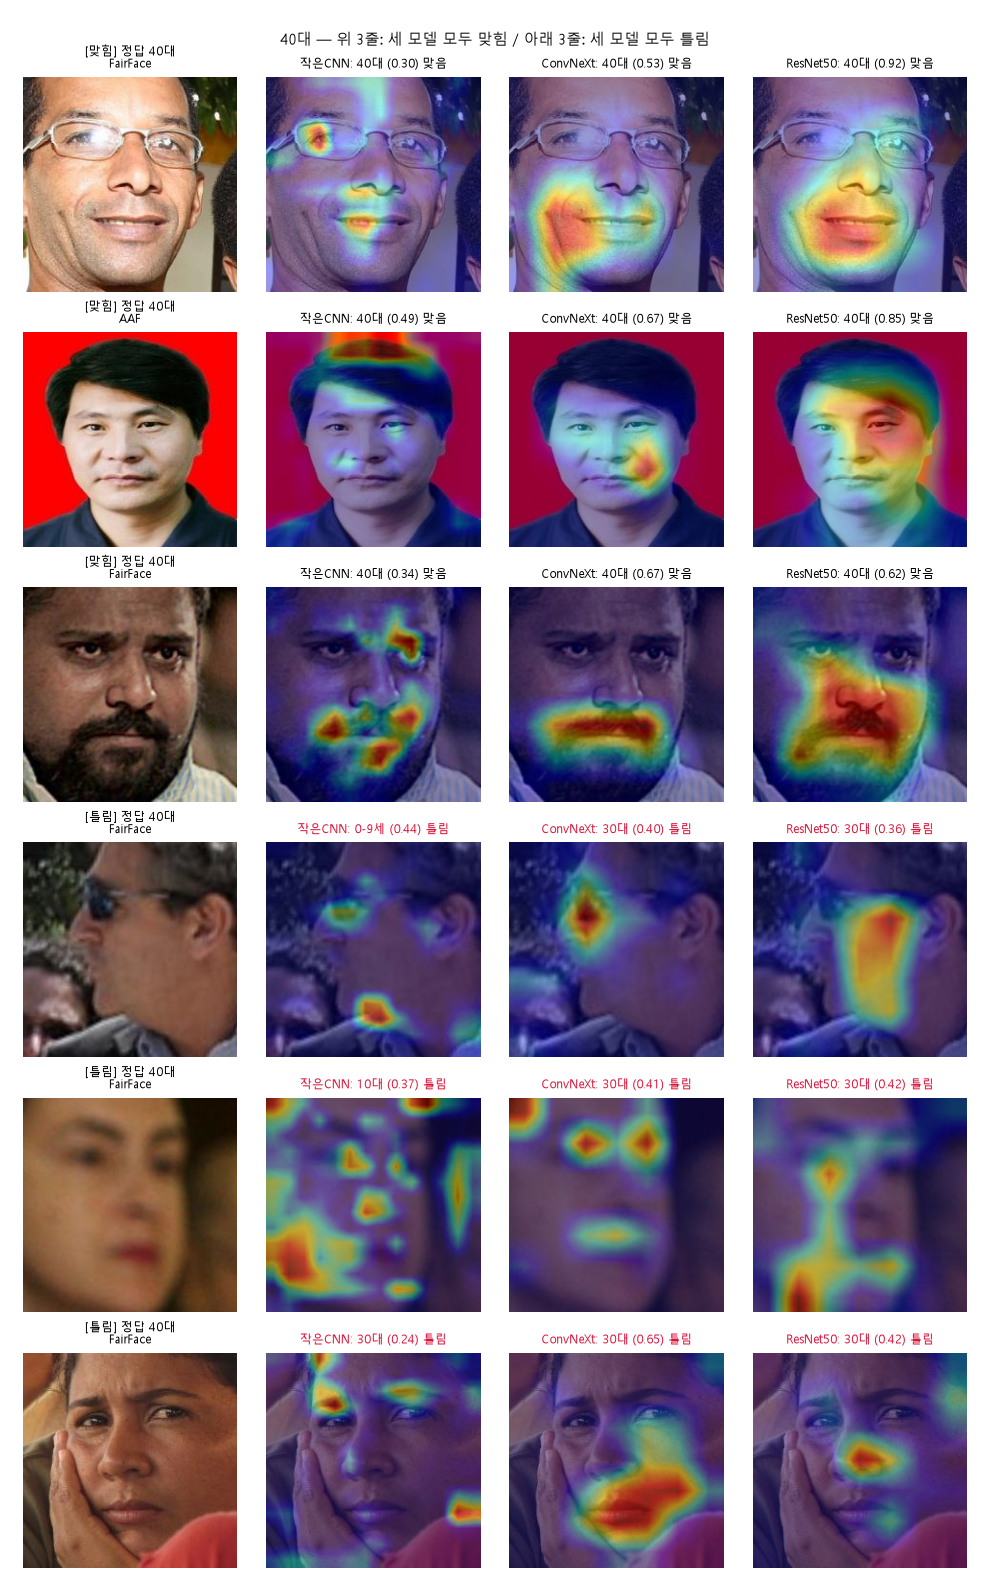 40대 — 위 3줄: 세 모델 모두 맞힘 / 아래 3줄: 세 모델 모두 틀림
[맞힘] 정답 40대
FairFace
작은CNN: 40대 (0.30) 맞음
ConvNeXt: 40대 (0.53) 맞음
ResNet50: 40대 (0.92) 맞음
[맞힘] 정답 40대
AAF
작은CNN: 40대 (0.49) 맞음
ConvNeXt: 40대 (0.67) 맞음
ResNet50: 40대 (0.85) 맞음
[맞힘] 정답 40대
FairFace
작은CNN: 40대 (0.34) 맞음
ConvNeXt: 40대 (0.67) 맞음
ResNet50: 40대 (0.62) 맞음
[틀림] 정답 40대
FairFace
작은CNN: 0-9세 (0.44) 틀림
ConvNeXt: 30대 (0.40) 틀림
ResNet50: 30대 (0.36) 틀림
[틀림] 정답 40대
FairFace
작은CNN: 10대 (0.37) 틀림
ConvNeXt: 30대 (0.41) 틀림
ResNet50: 30대 (0.42) 틀림
[틀림] 정답 40대
FairFace
작은CNN: 30대 (0.24) 틀림
ConvNeXt: 30대 (0.65) 틀림
ResNet50: 30대 (0.42) 틀림